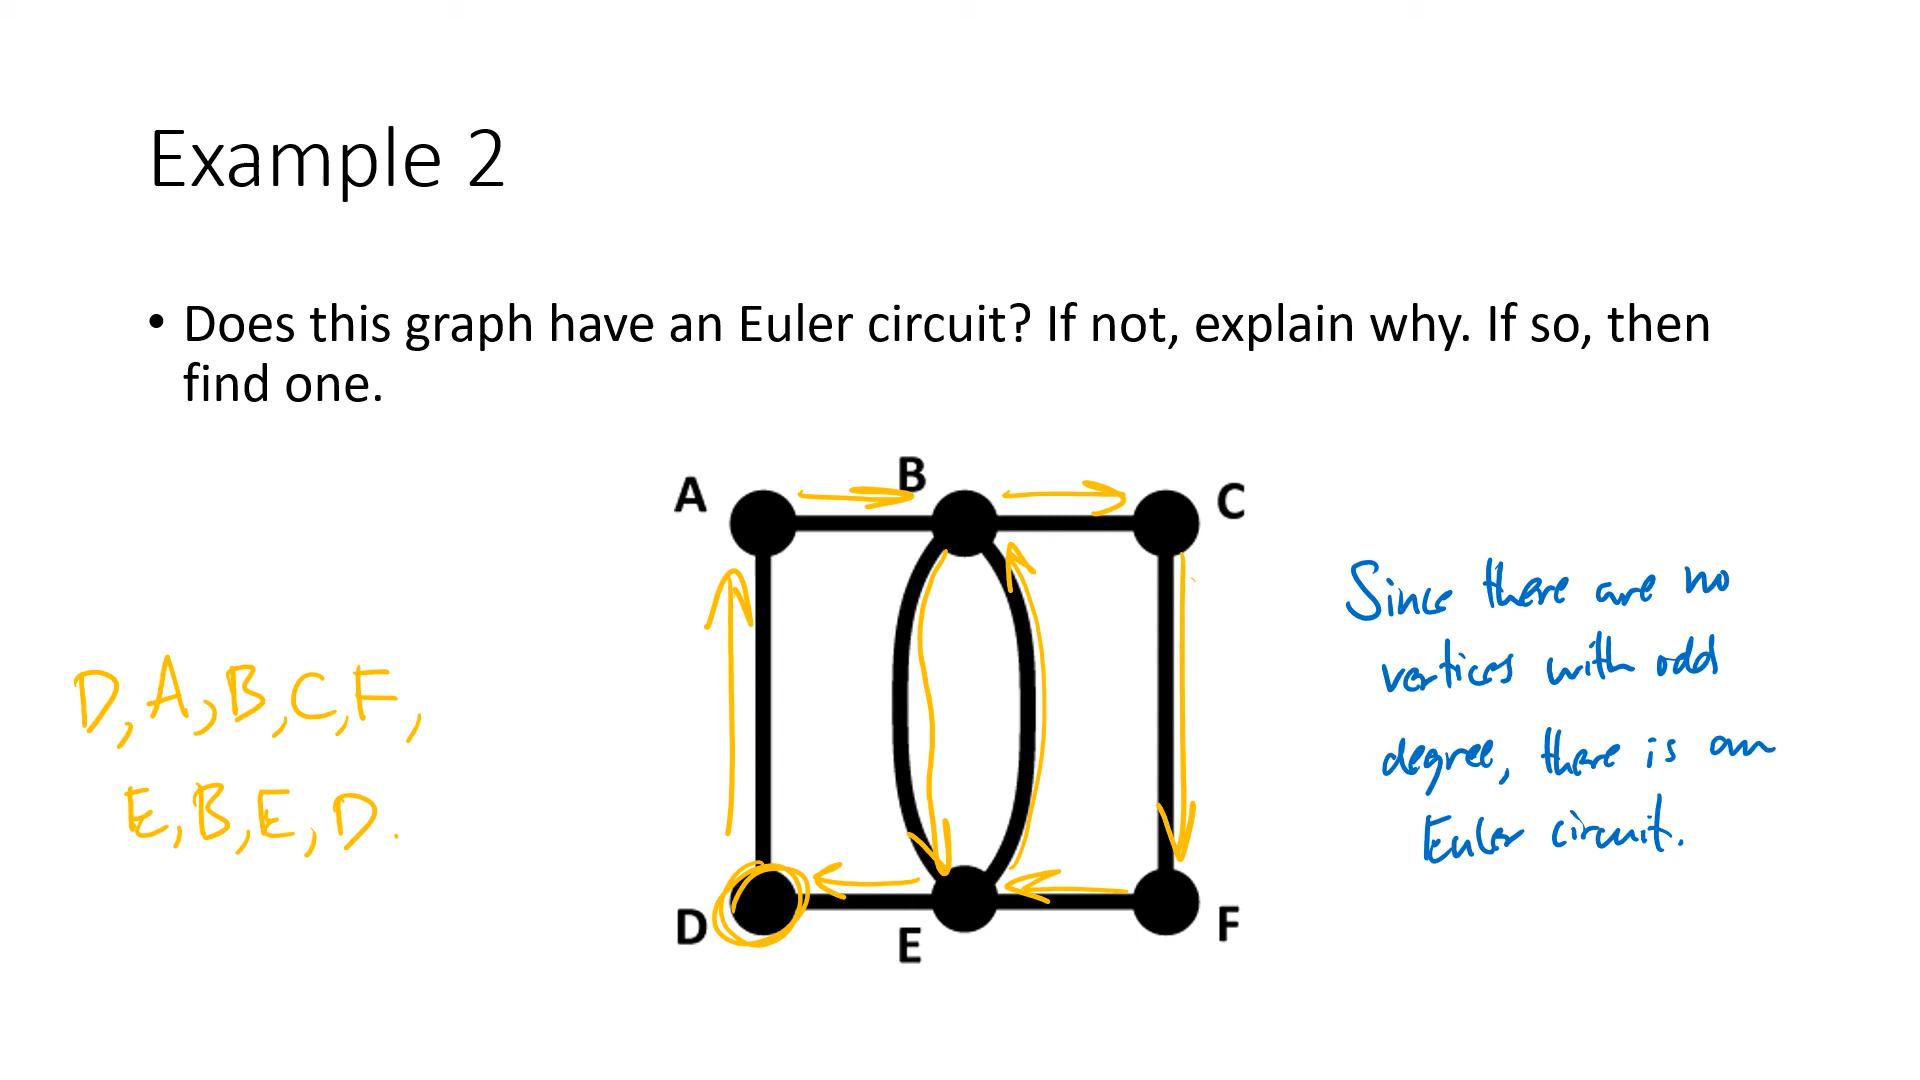 Example 2
• Does this graph have an Euler circuit? If not, explain why. If so, then
find one.
A
B
C
D
E
F
D, A, B, C, F,
E, B, E, D.
Since there are no
vertices with odd
degree, there is an
Euler circuit.